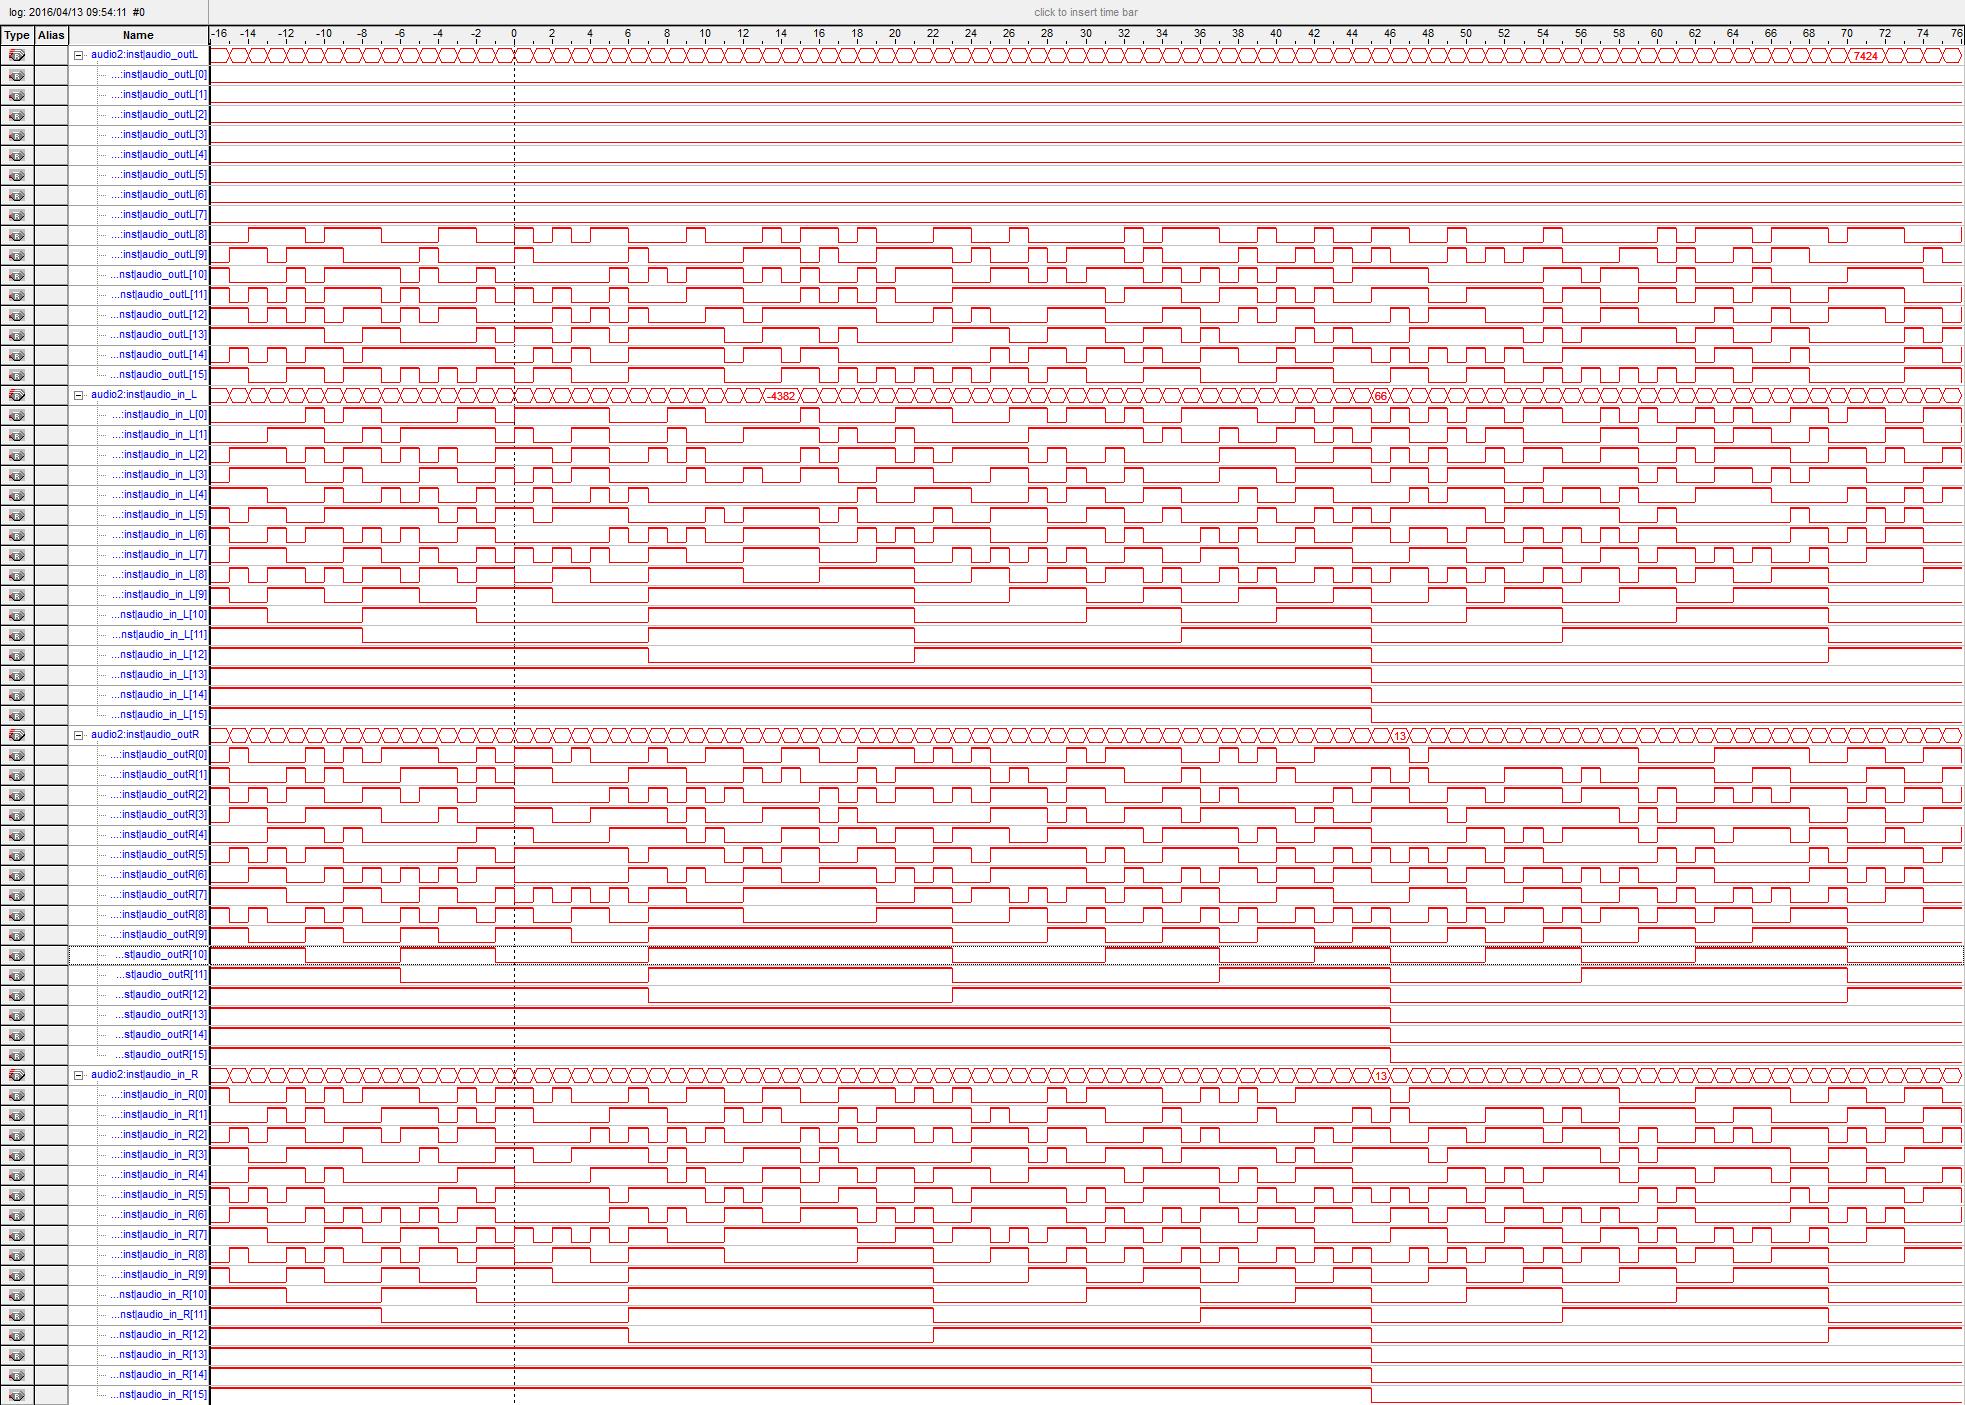 log: 2016/04/13 09:54:11 #0 click to insert time bar
Type Alias Name -16 -14 -12 -10 -8 -6 -4 -2 0 2 4 6 8 10 12 14 16 18 20 22 24 26 28 30 32 34 36 38 40 42 44 46 48 50 52 54 56 58 60 62 64 66 68 70 72 74 76
audio2:inst|audio_outL 7424
...:inst|audio_outL[0]
...:inst|audio_outL[1]
...:inst|audio_outL[2]
...:inst|audio_outL[3]
...:inst|audio_outL[4]
...:inst|audio_outL[5]
...:inst|audio_outL[6]
...:inst|audio_outL[7]
...:inst|audio_outL[8]
...:inst|audio_outL[9]
...nst|audio_outL[10]
...nst|audio_outL[11]
...nst|audio_outL[12]
...nst|audio_outL[13]
...nst|audio_outL[14]
...nst|audio_outL[15]
audio2:inst|audio_in_L -4382 66
...:inst|audio_in_L[0]
...:inst|audio_in_L[1]
...:inst|audio_in_L[2]
...:inst|audio_in_L[3]
...:inst|audio_in_L[4]
...:inst|audio_in_L[5]
...:inst|audio_in_L[6]
...:inst|audio_in_L[7]
...:inst|audio_in_L[8]
...:inst|audio_in_L[9]
...nst|audio_in_L[10]
...nst|audio_in_L[11]
...nst|audio_in_L[12]
...nst|audio_in_L[13]
...nst|audio_in_L[14]
...nst|audio_in_L[15]
audio2:inst|audio_outR 13
...:inst|audio_outR[0]
...:inst|audio_outR[1]
...:inst|audio_outR[2]
...:inst|audio_outR[3]
...:inst|audio_outR[4]
...:inst|audio_outR[5]
...:inst|audio_outR[6]
...:inst|audio_outR[7]
...:inst|audio_outR[8]
...:inst|audio_outR[9]
...st|audio_outR[10]
...st|audio_outR[11]
...st|audio_outR[12]
...st|audio_outR[13]
...st|audio_outR[14]
...st|audio_outR[15]
audio2:inst|audio_in_R 13
...:inst|audio_in_R[0]
...:inst|audio_in_R[1]
...:inst|audio_in_R[2]
...:inst|audio_in_R[3]
...:inst|audio_in_R[4]
...:inst|audio_in_R[5]
...:inst|audio_in_R[6]
...:inst|audio_in_R[7]
...:inst|audio_in_R[8]
...:inst|audio_in_R[9]
...nst|audio_in_R[10]
...nst|audio_in_R[11]
...nst|audio_in_R[12]
...nst|audio_in_R[13]
...nst|audio_in_R[14]
...nst|audio_in_R[15]